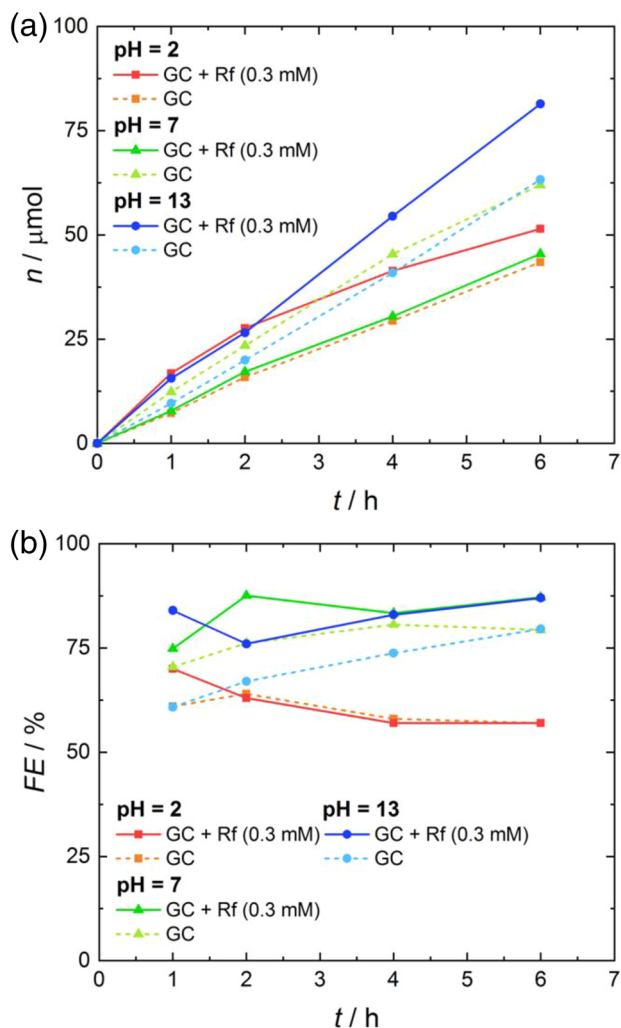 (a)
100
75
50
25
0
n / μmol
pH = 2
GC + Rf (0.3 mM)
GC
pH = 7
GC + Rf (0.3 mM)
GC
pH = 13
GC + Rf (0.3 mM)
GC
0 1 2 3 4 5 6 7
t / h
(b)
100
75
50
25
0
FE / %
pH = 2
GC + Rf (0.3 mM)
GC
pH = 7
GC + Rf (0.3 mM)
GC
pH = 13
GC + Rf (0.3 mM)
GC
0 1 2 3 4 5 6 7
t / h